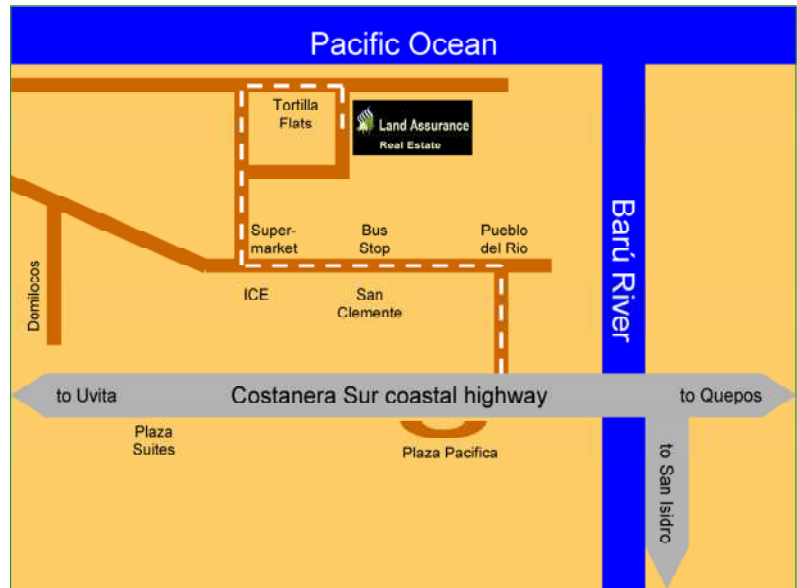 Pacific Ocean
Tortilla
Flats
Land Assurance
Real Estate
Super-
market
Bus
Stop
Pueblo
del Rio
Barú River
Domilocos
ICE
San
Clemente
to Uvita
Costanera Sur coastal highway
to Quepos
Plaza
Suites
Plaza Pacifica
to San Isidro